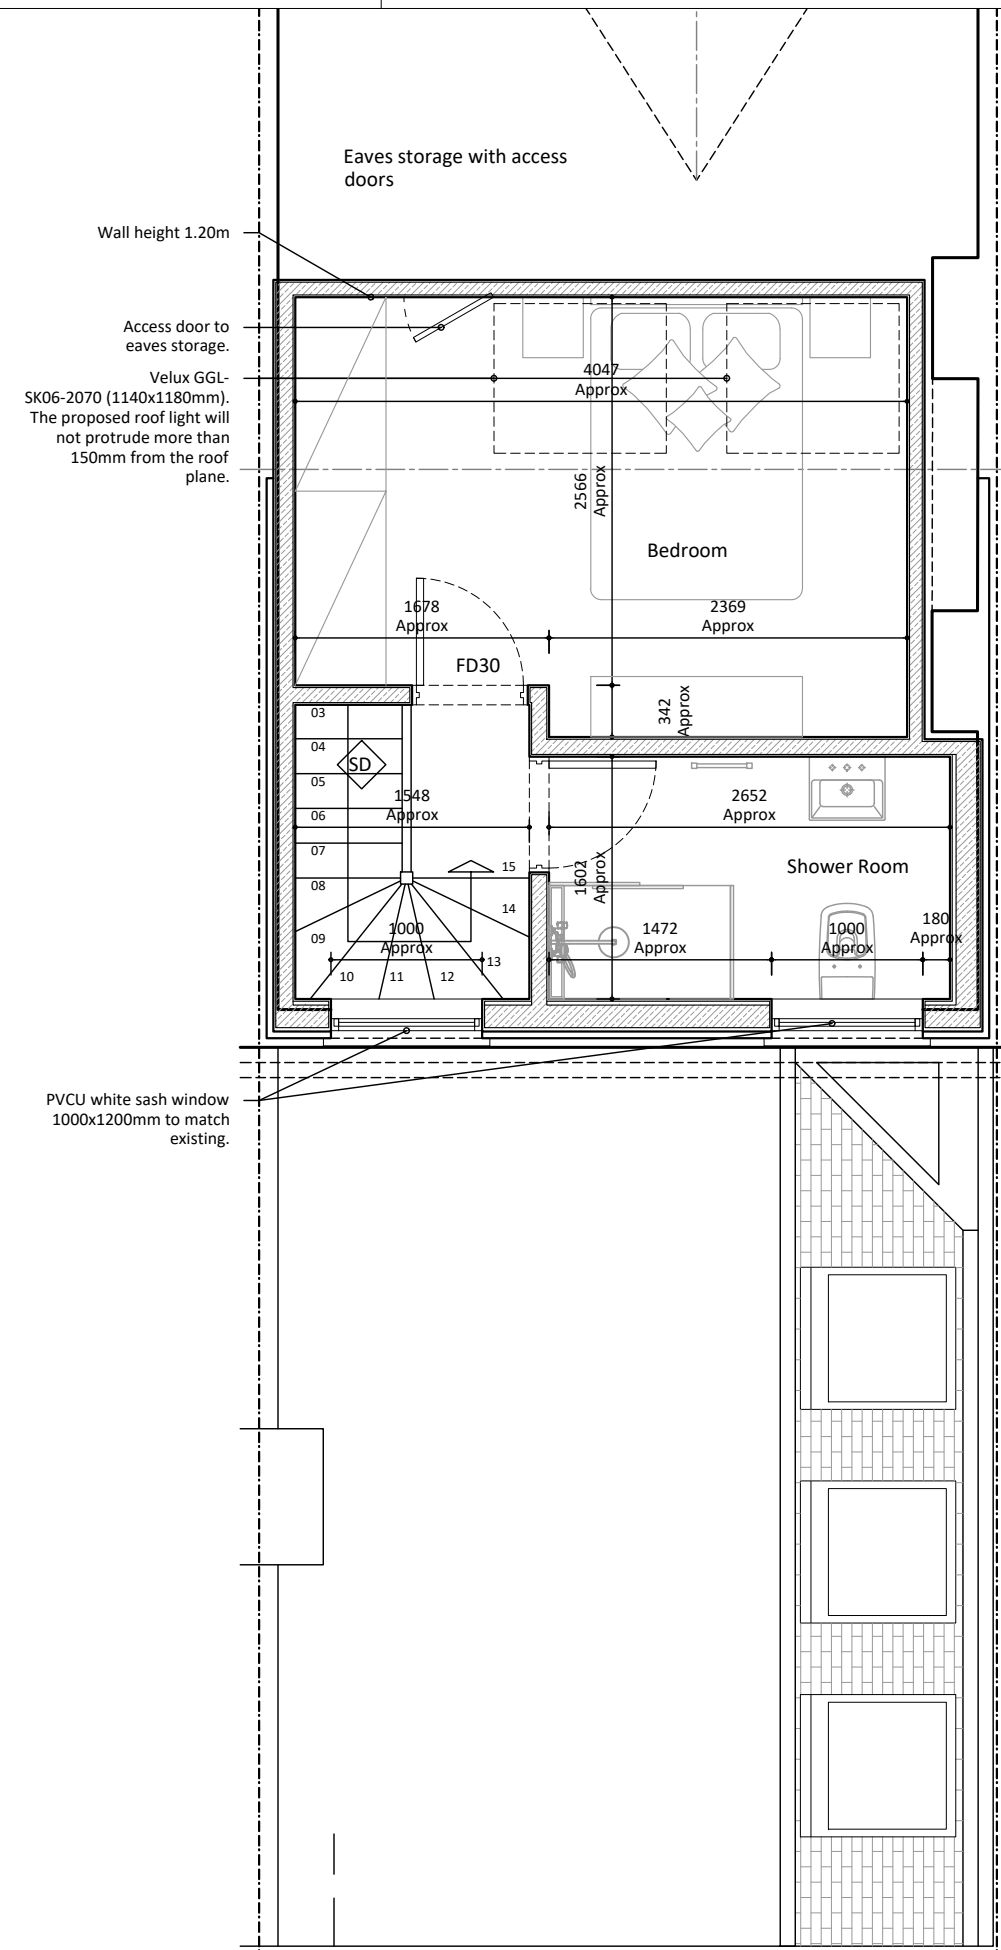 Eaves storage with access
doors
Wall height 1.20m
Access door to
eaves storage.
Velux GGL-
SK06-2070 (1140x1180mm).
The proposed roof light will
not protrude more than
150mm from the roof
plane.
4047
Approx
2566
Approx
Bedroom
1678
Approx
2369
Approx
FD30
342
Approx
03
04
SD
05
06
07
08
09
10
11
12
13
14
15
1548
Approx
2652
Approx
1602
Approx
Shower Room
1000
Approx
1472
Approx
1000
Approx
180
Approx
PVCU white sash window
1000x1200mm to match
existing.